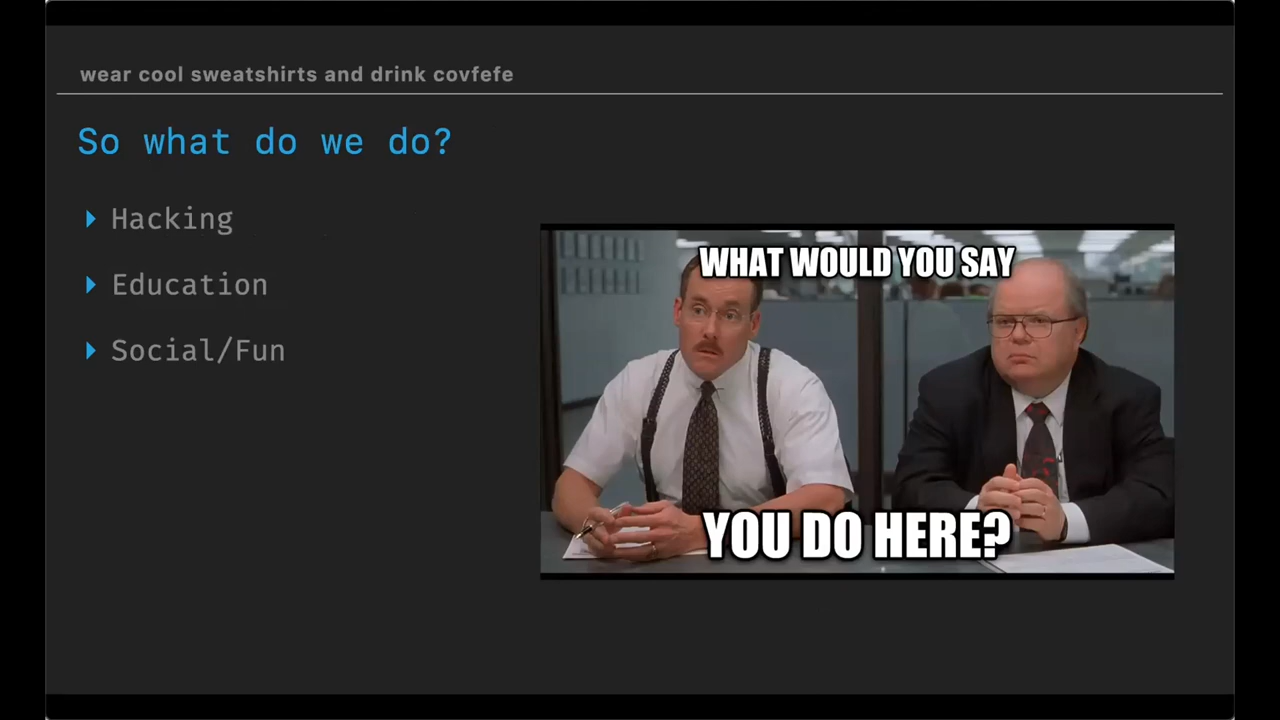 wear cool sweatshirts and drink covfefe
So what do we do?
Hacking
Education
Social/Fun
WHAT WOULD YOU SAY
YOU DO HERE?